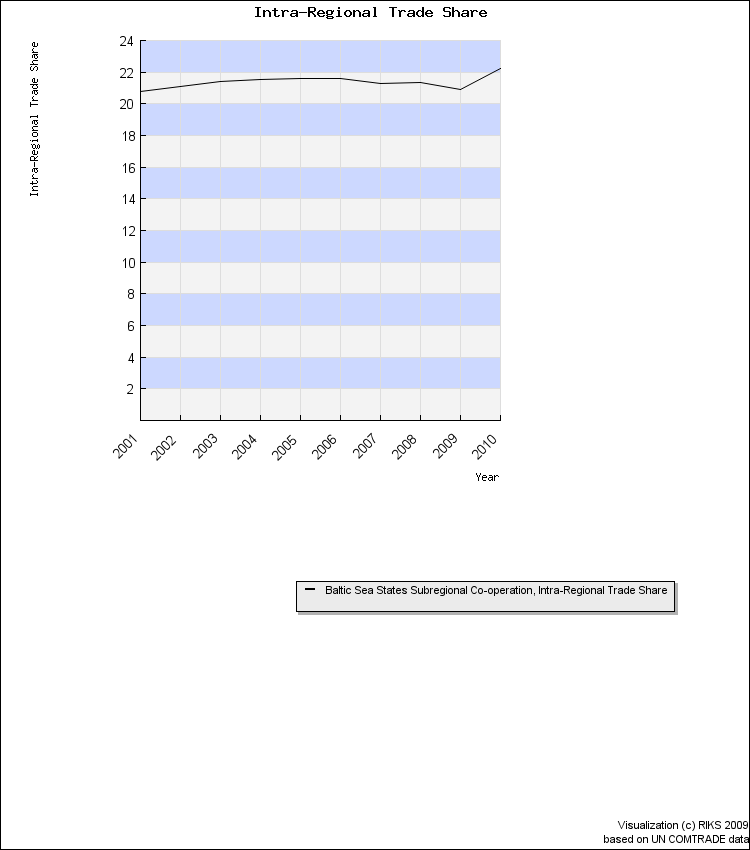 Intra-Regional Trade Share
Intra-Regional Trade Share
24
22
20
18
16
14
12
10
8
6
4
2
2001 2002 2003 2004 2005 2006 2007 2008 2009 2010
Year
Baltic Sea States Subregional Co-operation, Intra-Regional Trade Share
Visualization (c) RIKS 2009
based on UN COMTRADE data